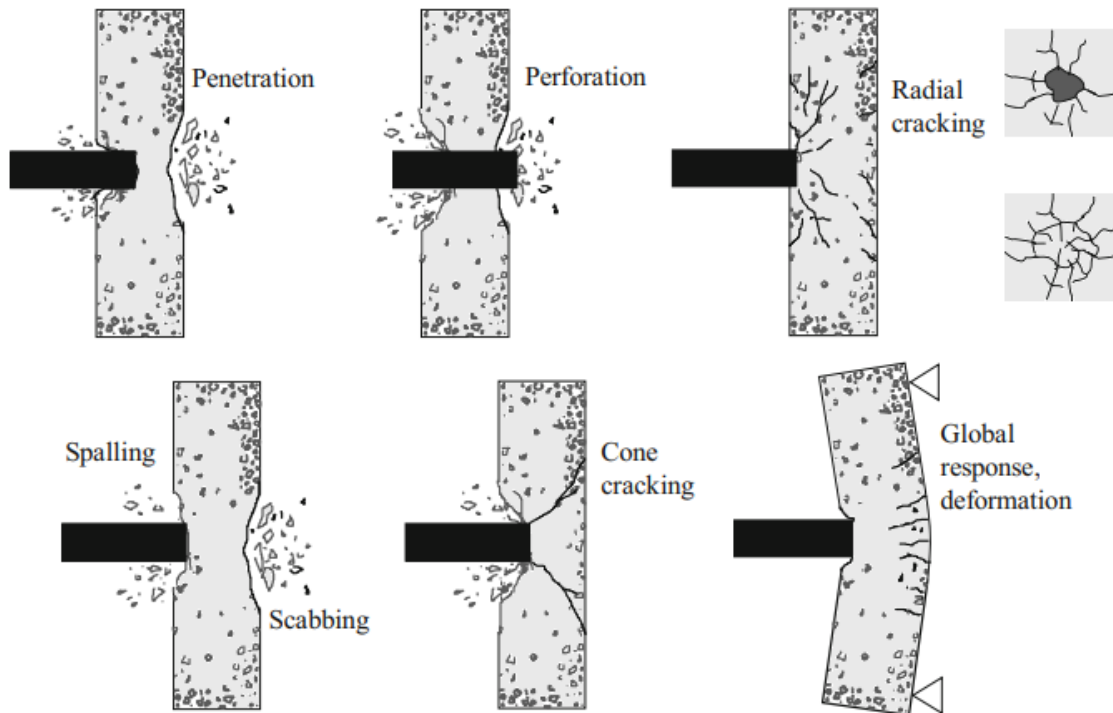 Penetration
Perforation
Radial
cracking
Spalling
Scabbing
Cone
cracking
Global
response,
deformation